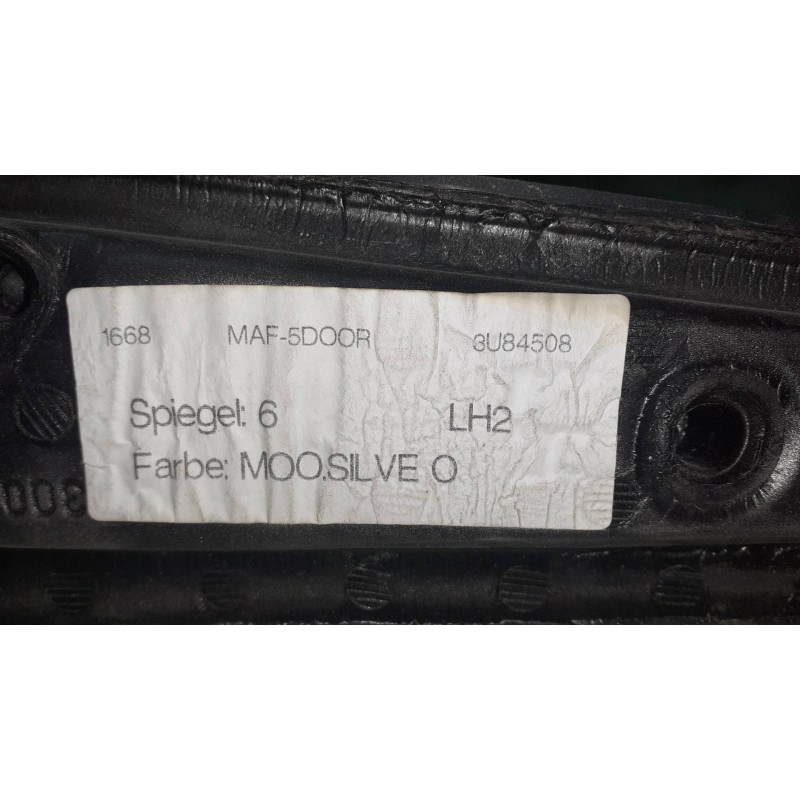 1668 MAF-5DOOR 3U84508
Spiegel: 6 LH2
Farbe: MOO.SILVE O